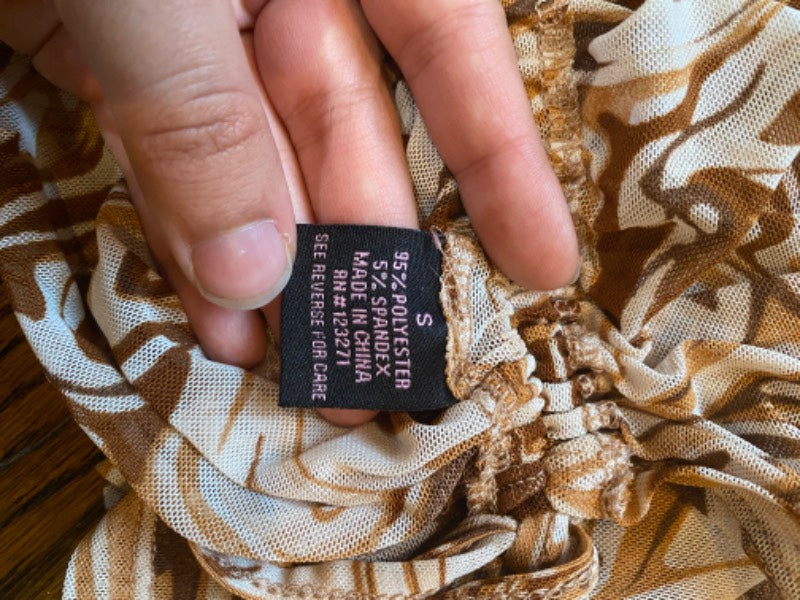 S
95% POLYESTER
5% SPANDEX
MADE IN CHINA
RN#123271
SEE REVERSE FOR CARE